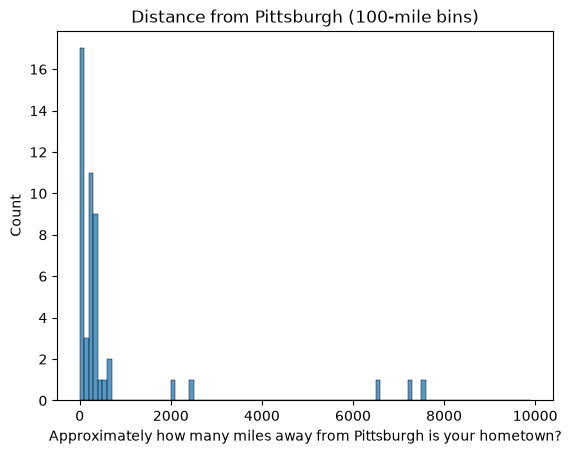 Distance from Pittsburgh (100-mile bins)
16
14
12
10
8
6
4
2
0
Count
0 2000 4000 6000 8000 10000
Approximately how many miles away from Pittsburgh is your hometown?